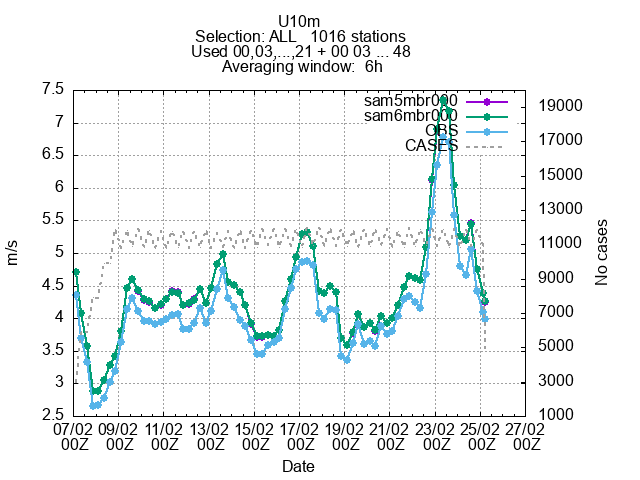 U10m
Selection: ALL   1016 stations
Used 00,03,...,21 + 00 03 ... 48
Averaging window:  6h
sam5mbr000
sam6mbr000
OBS
CASES
7.5
7
6.5
6
5.5
5
4.5
4
3.5
3
2.5
m/s
19000
17000
15000
13000
11000
9000
7000
5000
3000
1000
No cases
07/02 09/02 11/02 13/02 15/02 17/02 19/02 21/02 23/02 25/02 27/02
00Z 00Z 00Z 00Z 00Z 00Z 00Z 00Z 00Z 00Z 00Z
Date